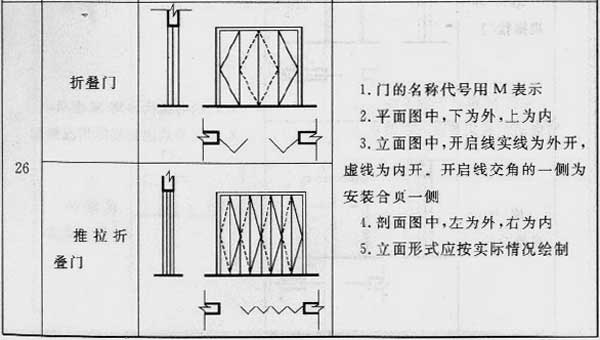 26
折叠门
推拉折
叠门
1. 门的名称代号用 M 表示
2. 平面图中，下为外，上为内
3. 立面图中，开启线实线为外开，
虚线为内开。开启线交角的一侧为
安装合页一侧
4. 剖面图中，左为外，右为内
5. 立面形式应按实际情况绘制